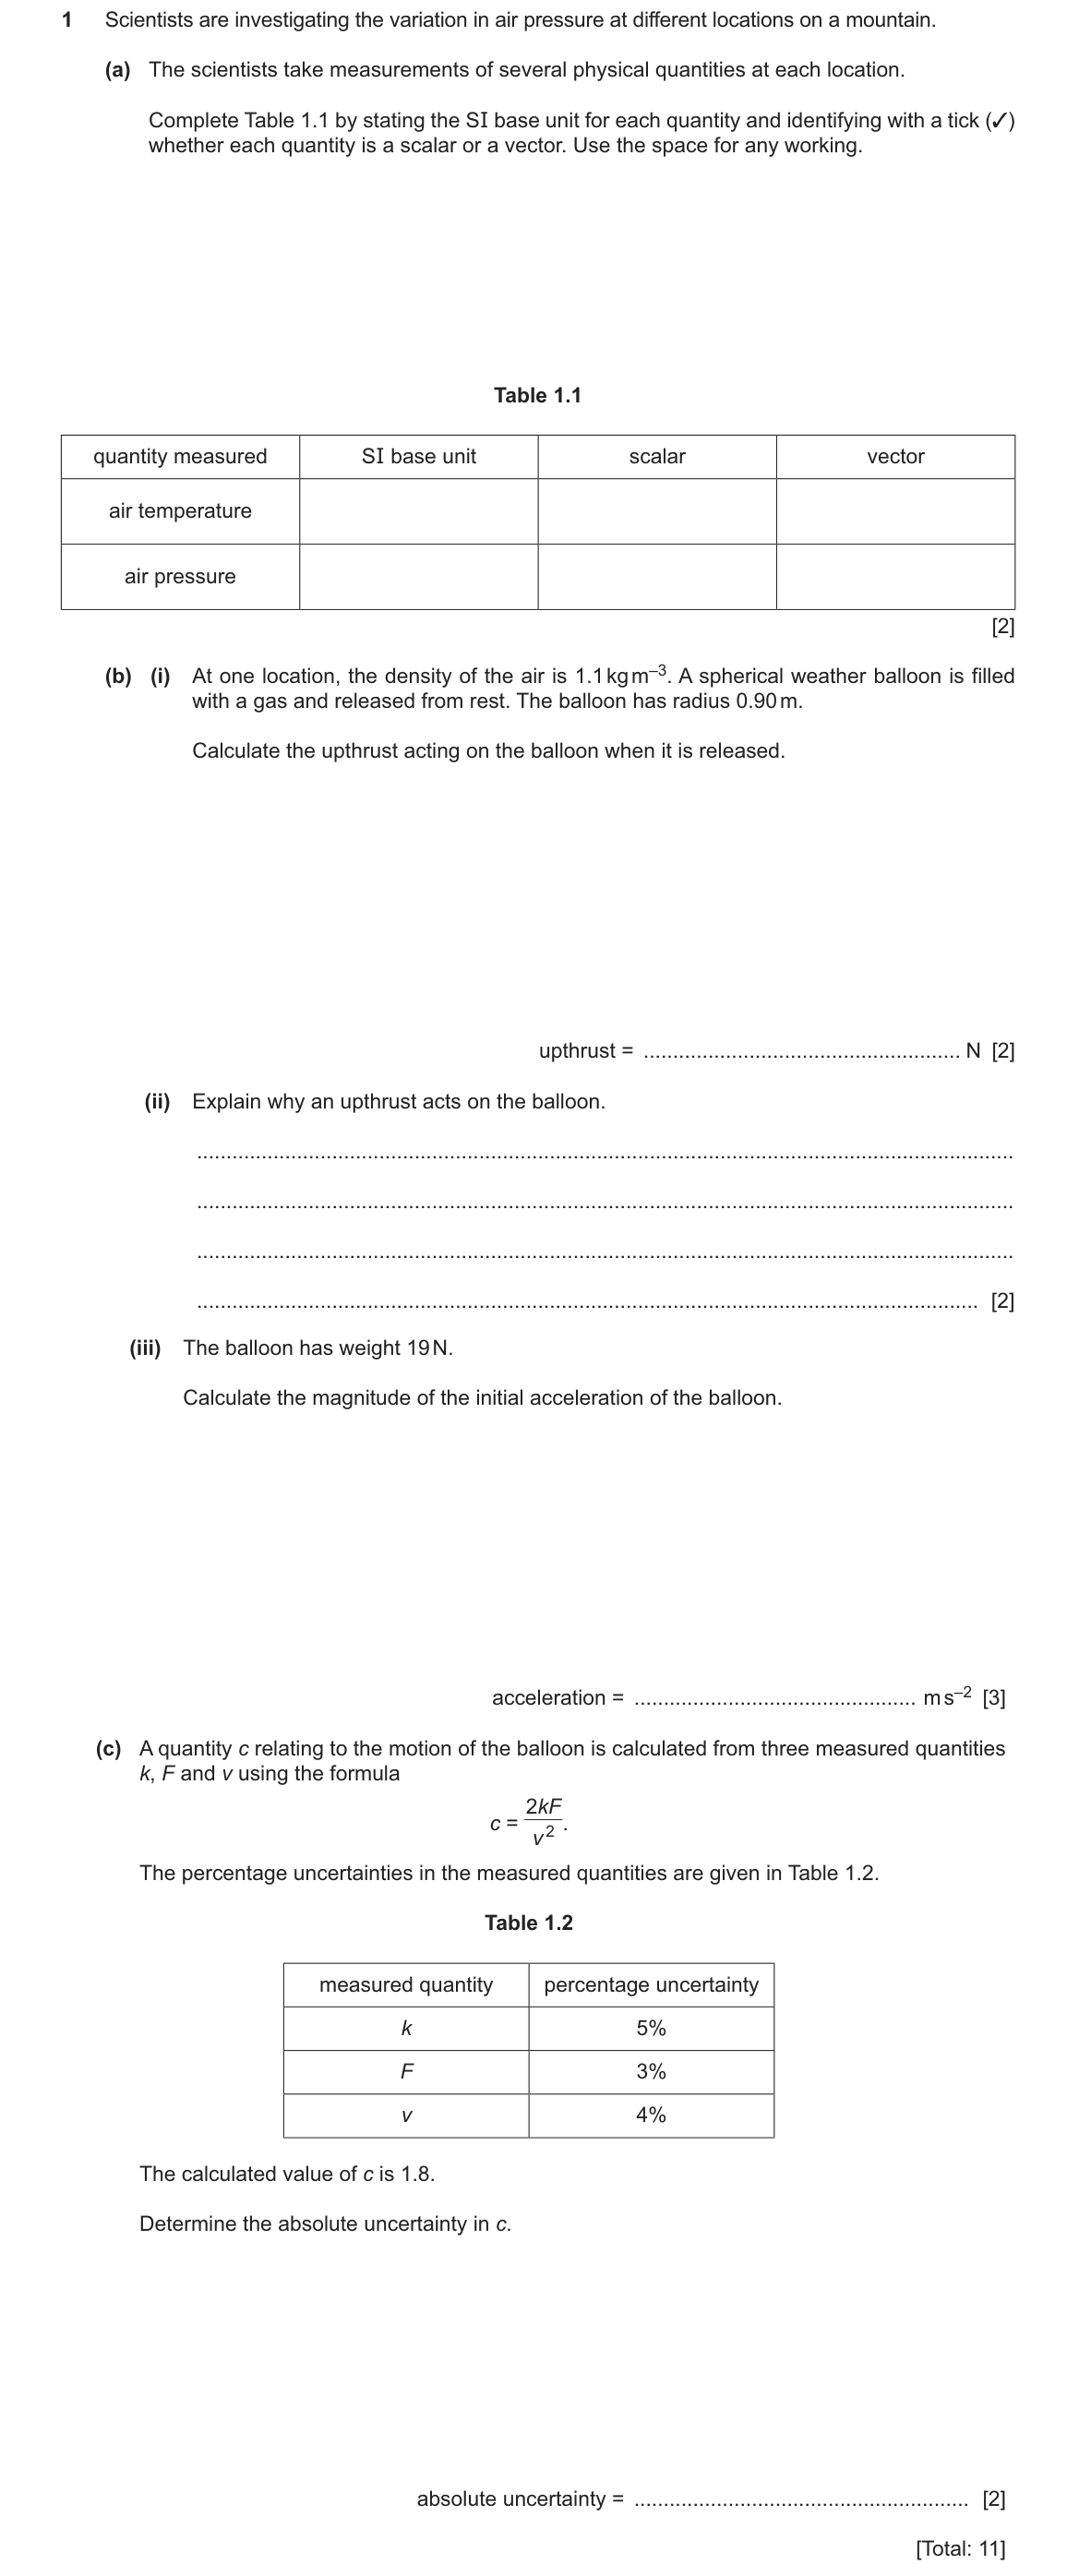 1 Scientists are investigating the variation in air pressure at different locations on a mountain.
(a) The scientists take measurements of several physical quantities at each location.
Complete Table 1.1 by stating the SI base unit for each quantity and identifying with a tick (✓)
whether each quantity is a scalar or a vector. Use the space for any working.
Table 1.1
quantity measured SI base unit scalar vector
air temperature
air pressure
[2]
(b) (i) At one location, the density of the air is 1.1 kg m⁻³. A spherical weather balloon is filled
with a gas and released from rest. The balloon has radius 0.90 m.
Calculate the upthrust acting on the balloon when it is released.
upthrust = ...................................................... N [2]
(ii) Explain why an upthrust acts on the balloon.
...........................................................................................................................................
...........................................................................................................................................
...........................................................................................................................................
..................................................................................................................................... [2]
(iii) The balloon has weight 19 N.
Calculate the magnitude of the initial acceleration of the balloon.
acceleration = ................................................ m s⁻² [3]
(c) A quantity c relating to the motion of the balloon is calculated from three measured quantities
k, F and v using the formula
c = 2kF / v².
The percentage uncertainties in the measured quantities are given in Table 1.2.
Table 1.2
measured quantity percentage uncertainty
k 5%
F 3%
v 4%
The calculated value of c is 1.8.
Determine the absolute uncertainty in c.
absolute uncertainty = ......................................................... [2]
[Total: 11]